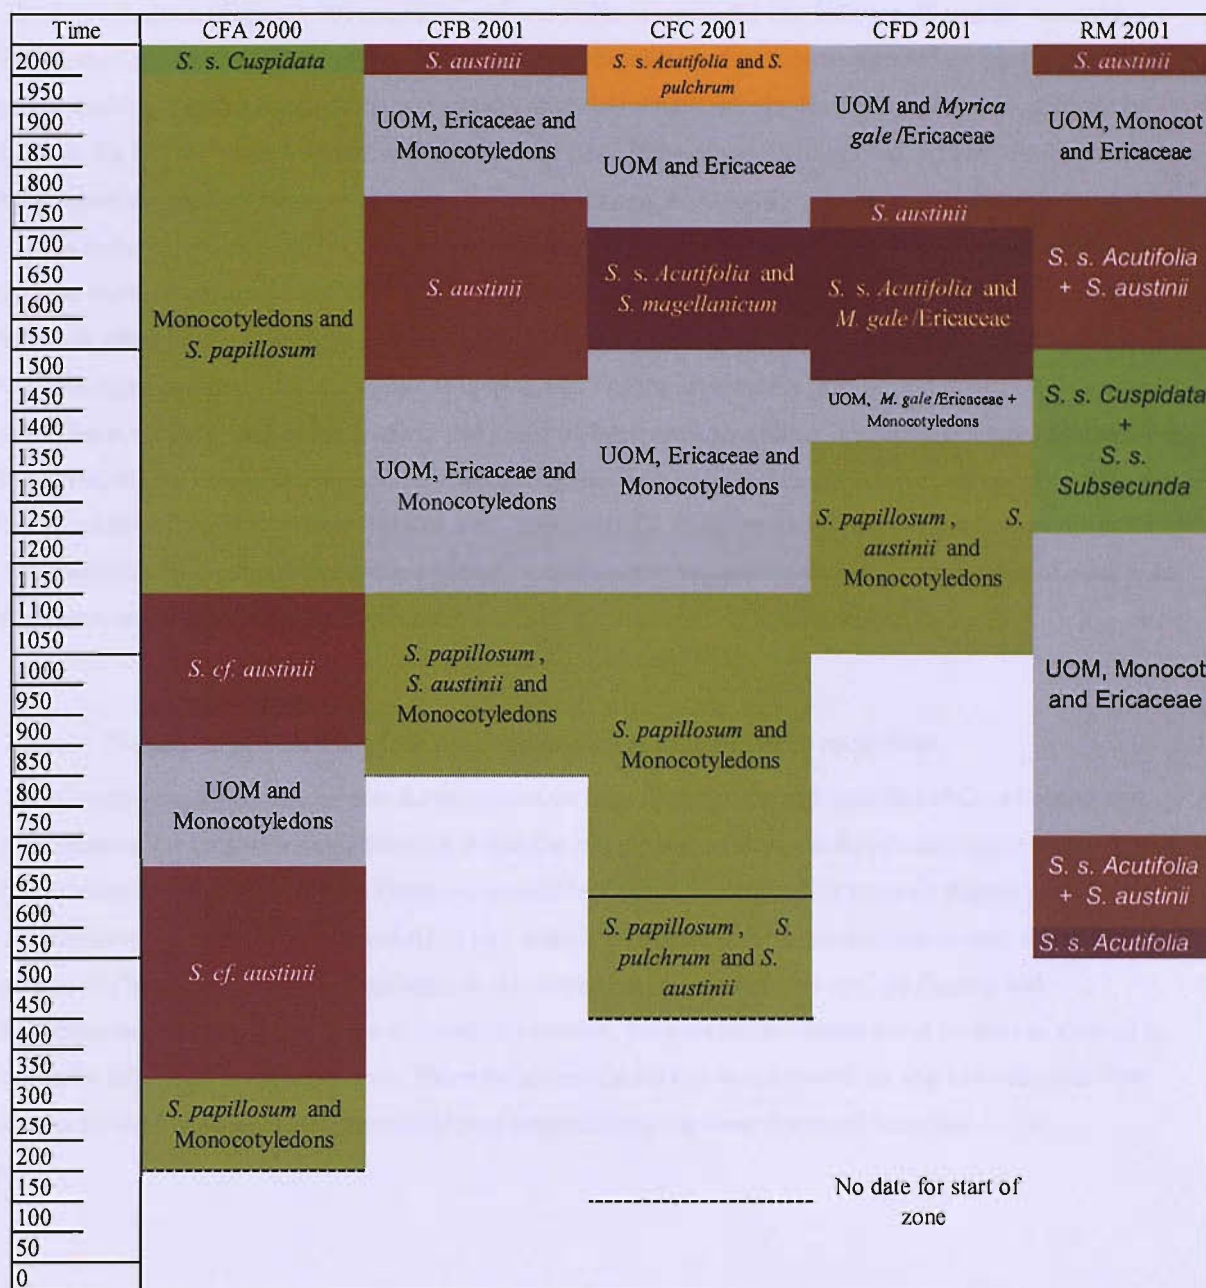 Time
CFA 2000
CFB 2001
CFC 2001
CFD 2001
RM 2001
2000
1950
1900
1850
1800
1750
1700
1650
1600
1550
1500
1450
1400
1350
1300
1250
1200
1150
1100
1050
1000
950
900
850
800
750
700
650
600
550
500
450
400
350
300
250
200
150
100
50
0
S. s. Cuspidata
Monocotyledons and
S. papillosum
S. cf. austinii
UOM and
Monocotyledons
S. cf. austinii
S. papillosum and
Monocotyledons
S. austinii
UOM, Ericaceae and
Monocotyledons
S. austinii
UOM, Ericaceae and
Monocotyledons
S. papillosum,
S. austinii and
Monocotyledons
S. s. Acutifolia and S.
pulchrum
UOM and Ericaceae
S. s. Acutifolia and
S. magellanicum
UOM, Ericaceae and
Monocotyledons
S. papillosum and
Monocotyledons
S. papillosum, S.
pulchrum and S.
austinii
UOM and Myrica
gale/Ericaceae
S. austinii
S. s. Acutifolia and
M. gale/Ericaceae
UOM, M. gale/Ericaceae +
Monocotyledons
S. papillosum, S.
austinii and
Monocotyledons
No date for start of
zone
S. austinii
UOM, Monocot
and Ericaceae
S. s. Acutifolia
+ S. austinii
S. s. Cuspidata
+
S. s.
Subsecunda
UOM, Monocot
and Ericaceae
S. s. Acutifolia
+ S. austinii
S. s. Acutifolia